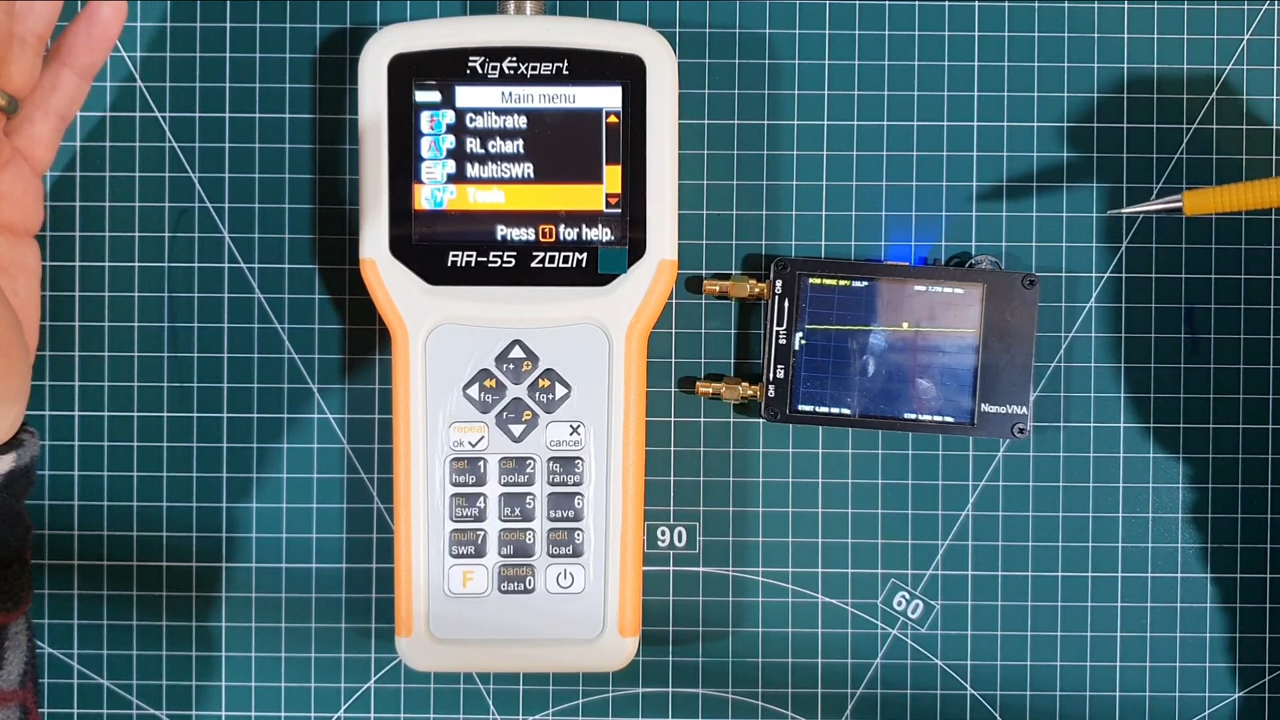 RigExpert
Main menu
Calibrate
RL chart
MultiSWR
Tools
Press 1 for help.
AA-55 ZOOM
r+
fq-
fq+
r-
repeat
ok
cancel
set. 1
help
cal. 2
polar
fq, 3
range
RL 4
SWR
5
R,X
6
save
multi 7
SWR
tools 8
all
edit 9
load
F
bands
data 0
CH0
S11
S21
CH1
NanoVNA
90
60